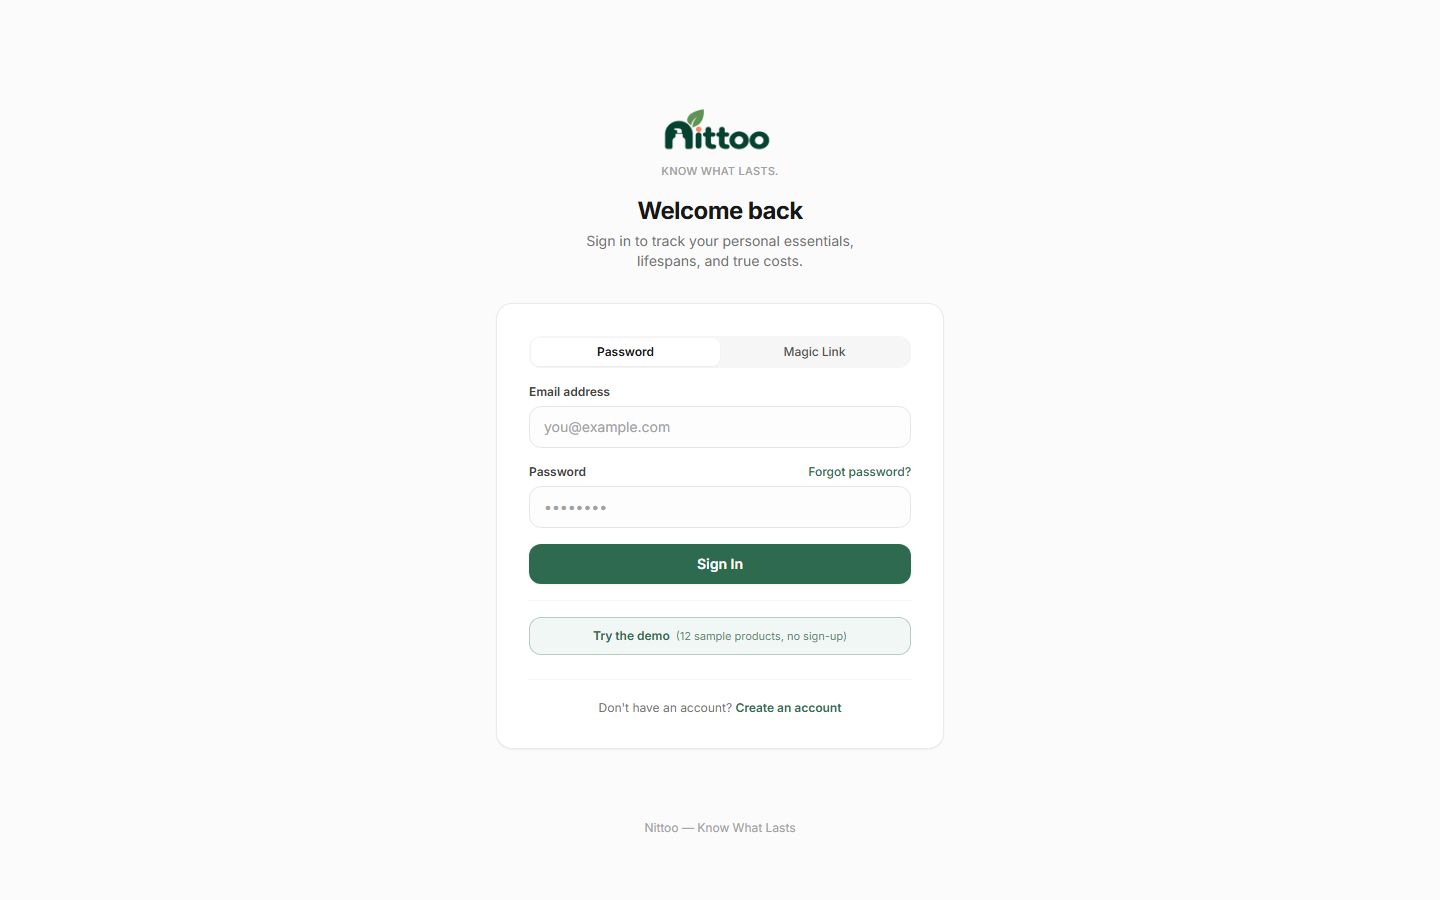 Nittoo
KNOW WHAT LASTS.
Welcome back
Sign in to track your personal essentials,
lifespans, and true costs.
Password
Magic Link
Email address
you@example.com
Password
Forgot password?
••••••••
Sign In
Try the demo (12 sample products, no sign-up)
Don't have an account? Create an account
Nittoo — Know What Lasts